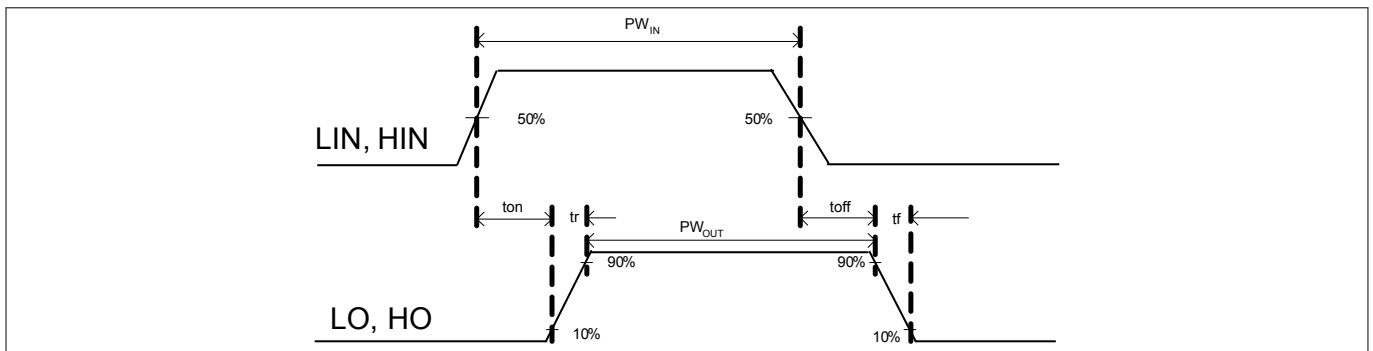 PW_IN
50% 50%
LIN, HIN
ton tr toff tf
PW_OUT
90% 90%
LO, HO
10% 10%